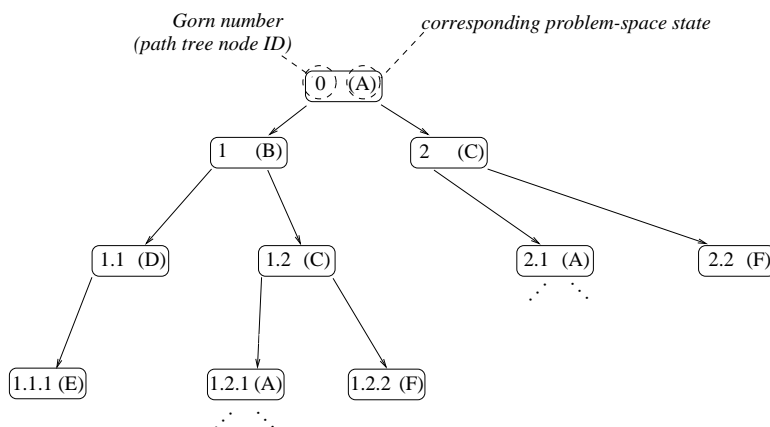 Gorn number
(path tree node ID)
corresponding problem-space state
0 (A)
1 (B)
2 (C)
1.1 (D)
1.2 (C)
2.1 (A)
2.2 (F)
1.1.1 (E)
1.2.1 (A)
1.2.2 (F)